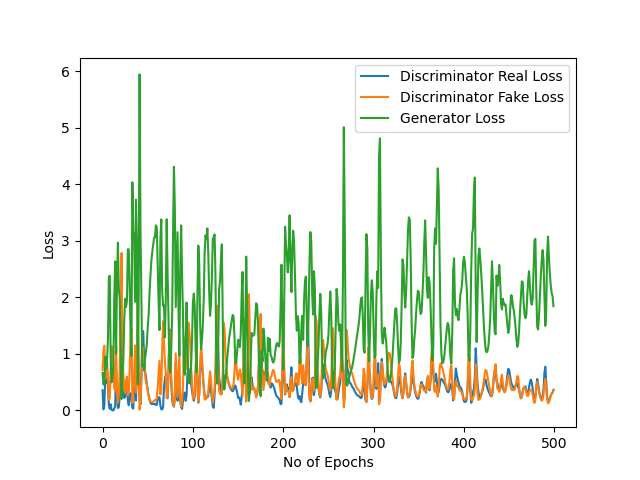 Discriminator Real Loss
Discriminator Fake Loss
Generator Loss
6
5
4
3
2
1
0
Loss
0
100
200
300
400
500
No of Epochs